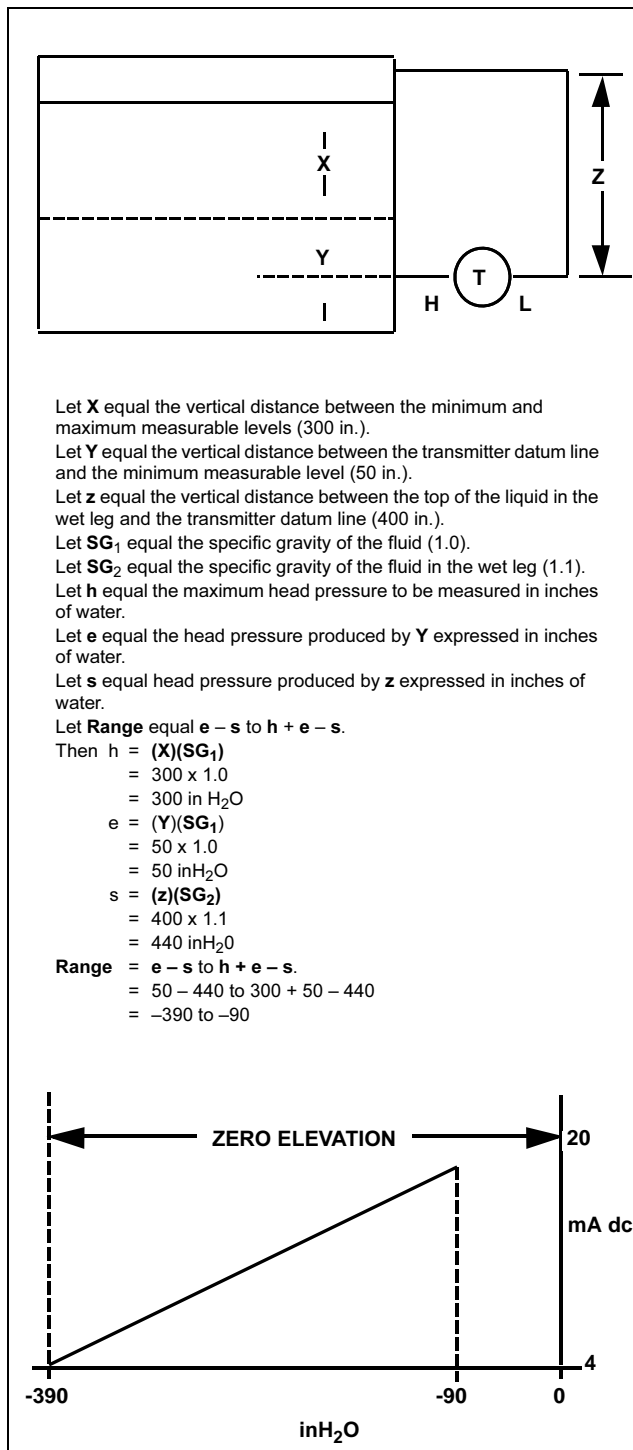 X
Z
Y
T
H
L
Let X equal the vertical distance between the minimum and
maximum measurable levels (300 in.).
Let Y equal the vertical distance between the transmitter datum line
and the minimum measurable level (50 in.).
Let z equal the vertical distance between the top of the liquid in the
wet leg and the transmitter datum line (400 in.).
Let SG₁ equal the specific gravity of the fluid (1.0).
Let SG₂ equal the specific gravity of the fluid in the wet leg (1.1).
Let h equal the maximum head pressure to be measured in inches
of water.
Let e equal the head pressure produced by Y expressed in inches
of water.
Let s equal head pressure produced by z expressed in inches of
water.
Let Range equal e – s to h + e – s.
Then h = (X)(SG₁)
= 300 x 1.0
= 300 in H₂O
e = (Y)(SG₁)
= 50 x 1.0
= 50 inH₂O
s = (z)(SG₂)
= 400 x 1.1
= 440 inH₂0
Range = e – s to h + e – s.
= 50 – 440 to 300 + 50 – 440
= –390 to –90
ZERO ELEVATION
20
mA dc
4
-390
-90
0
inH₂O